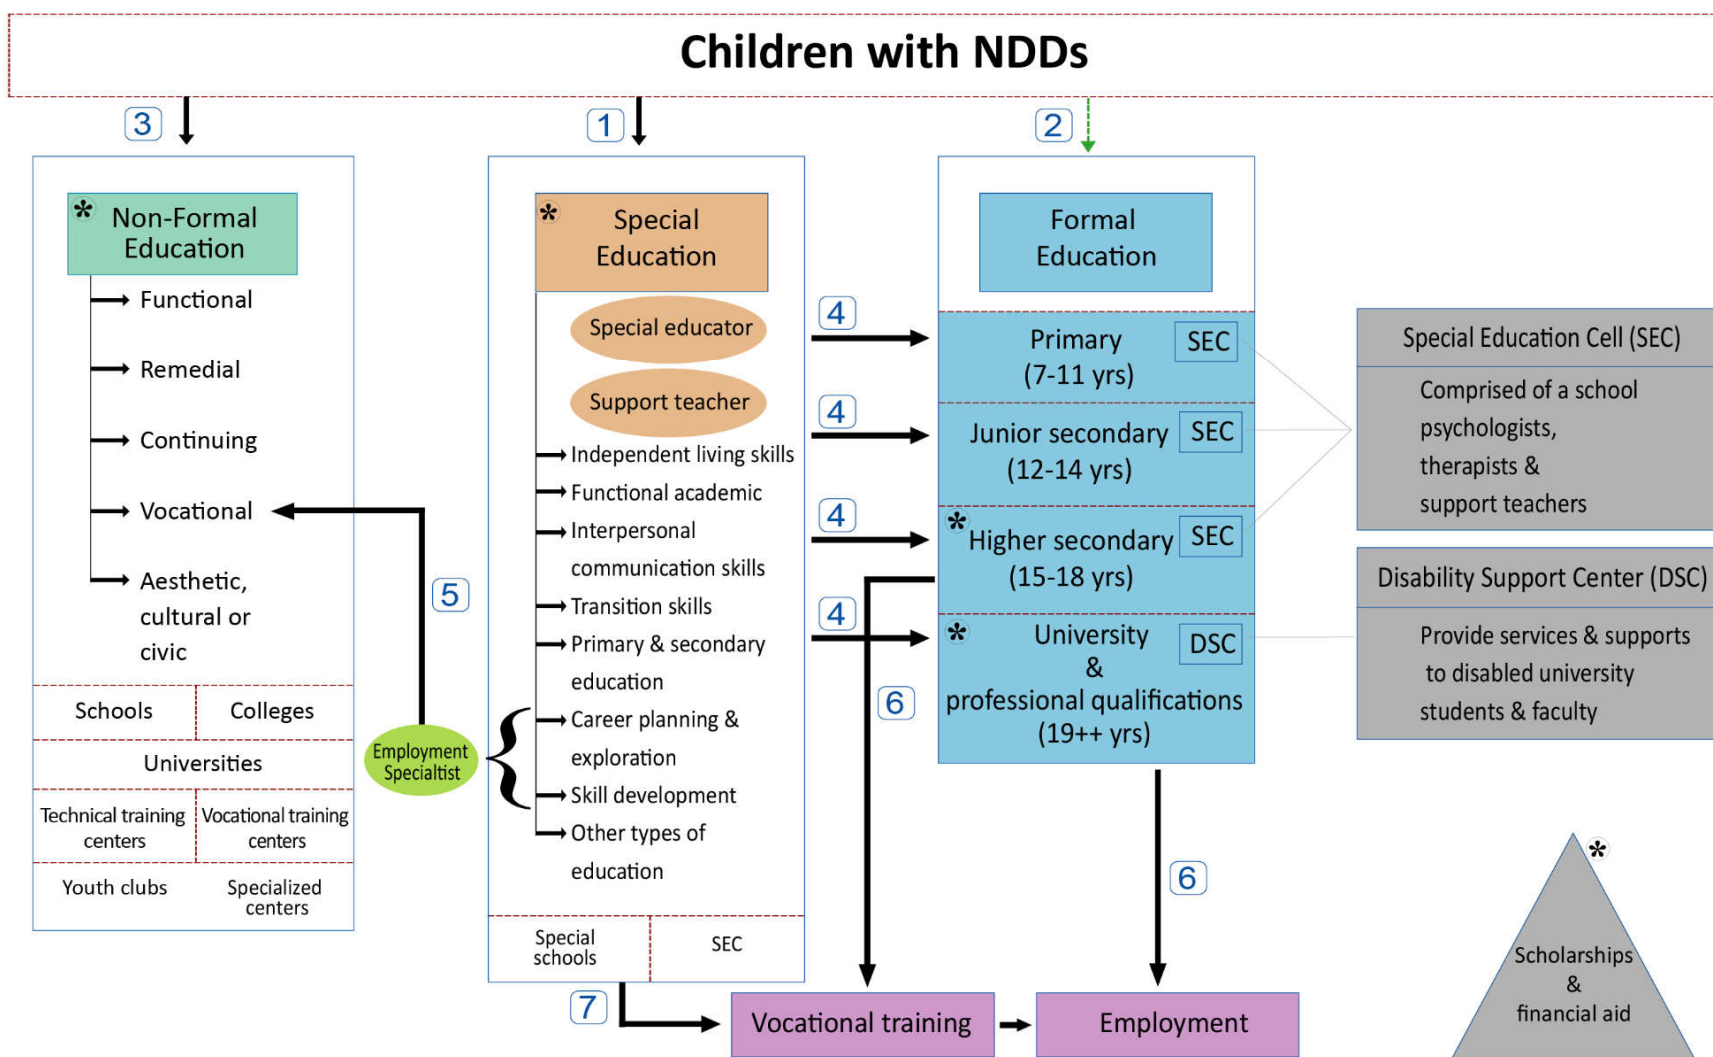 Children with NDDs
3
1
2
*
Non-Formal
Education
Functional
Remedial
Continuing
Vocational
Aesthetic,
cultural or
civic
Schools
Colleges
Universities
Technical training
centers
Vocational training
centers
Youth clubs
Specialized
centers
5
Employment
Specialist
*
Special
Education
Special educator
Support teacher
Independent living skills
Functional academic
Interpersonal
communication skills
Transition skills
Primary & secondary
education
Career planning &
exploration
Skill development
Other types of
education
Special
schools
SEC
4
4
4
4
Formal
Education
Primary
(7-11 yrs)
SEC
Junior secondary
(12-14 yrs)
SEC
*
Higher secondary
(15-18 yrs)
SEC
*
University
&
professional qualifications
(19++ yrs)
DSC
6
6
7
Vocational training
Employment
Special Education Cell (SEC)
Comprised of a school
psychologists,
therapists &
support teachers
Disability Support Center (DSC)
Provide services & supports
to disabled university
students & faculty
*
Scholarships
&
financial aid